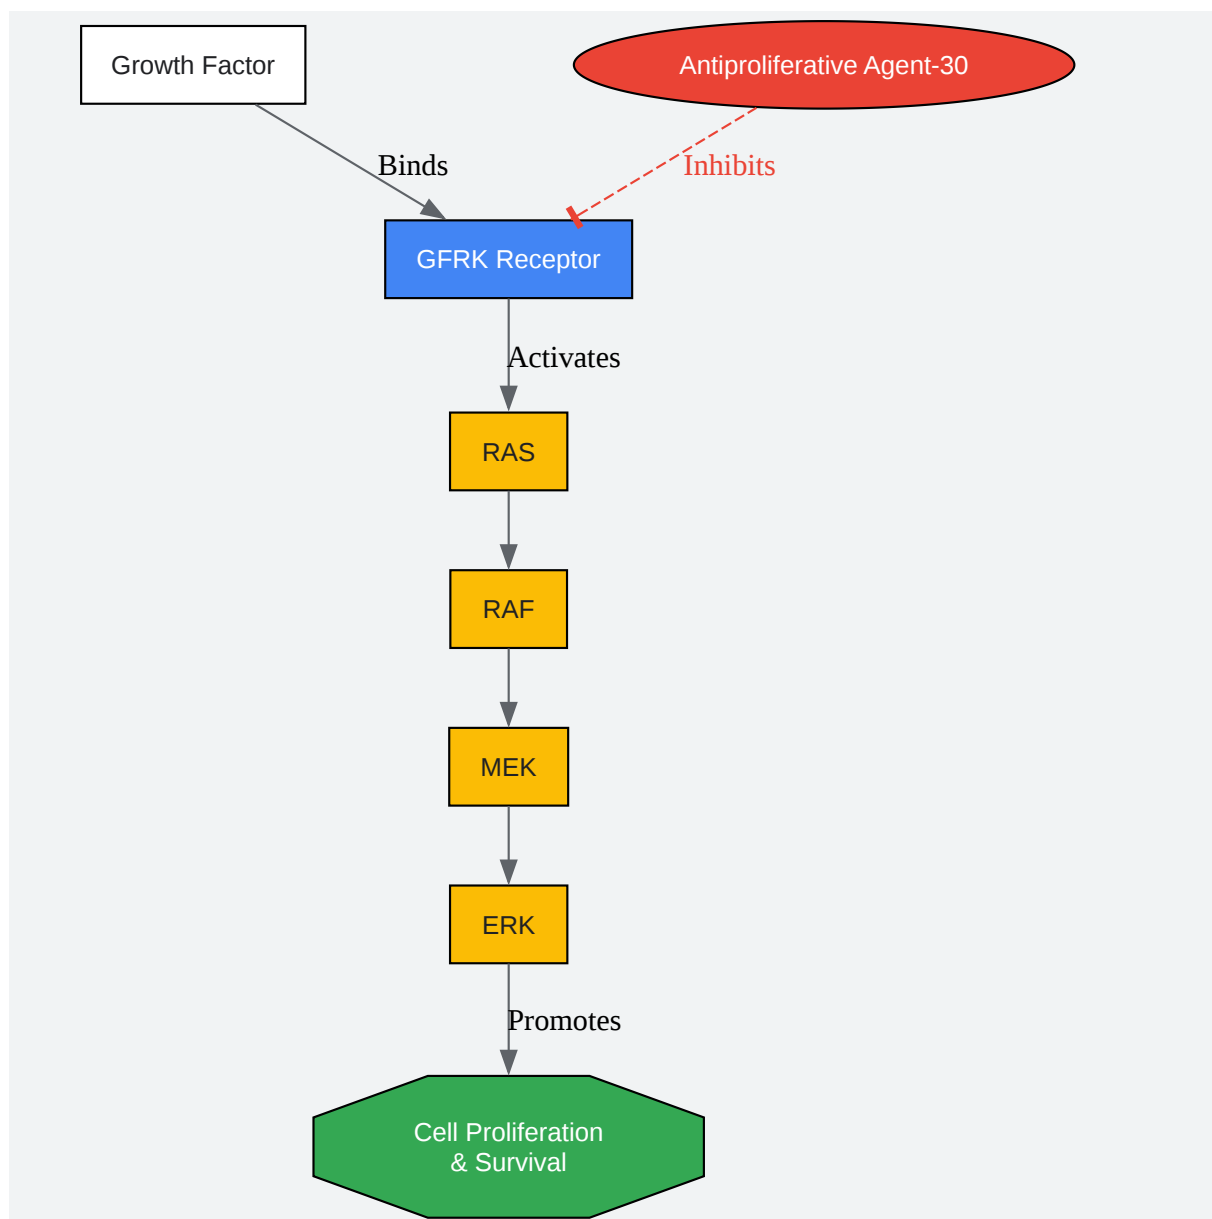 Growth Factor
Antiproliferative Agent-30
Binds
Inhibits
GFRK Receptor
Activates
RAS
RAF
MEK
ERK
Promotes
Cell Proliferation
& Survival